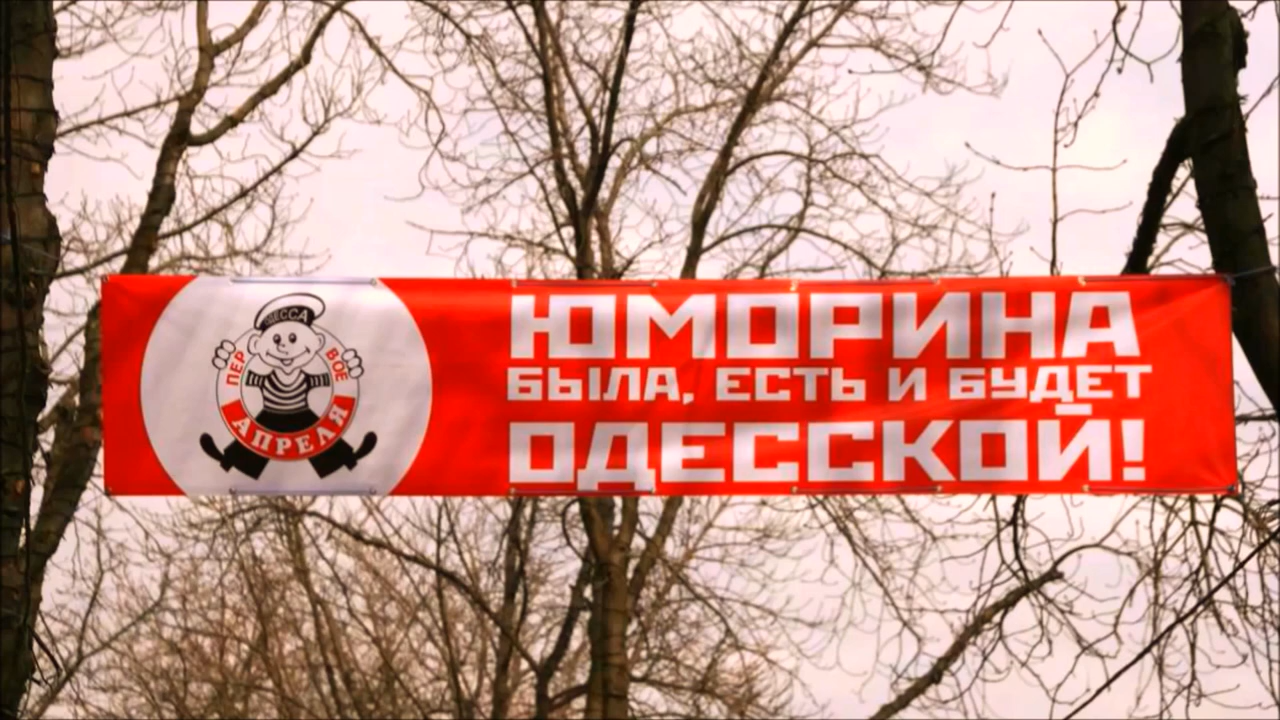 ОДЕССА
ПЕР ВОЕ
АПРЕЛЯ
ЮМОРИНА
БЫЛА, ЕСТЬ И БУДЕТ
ОДЕССКОЙ!